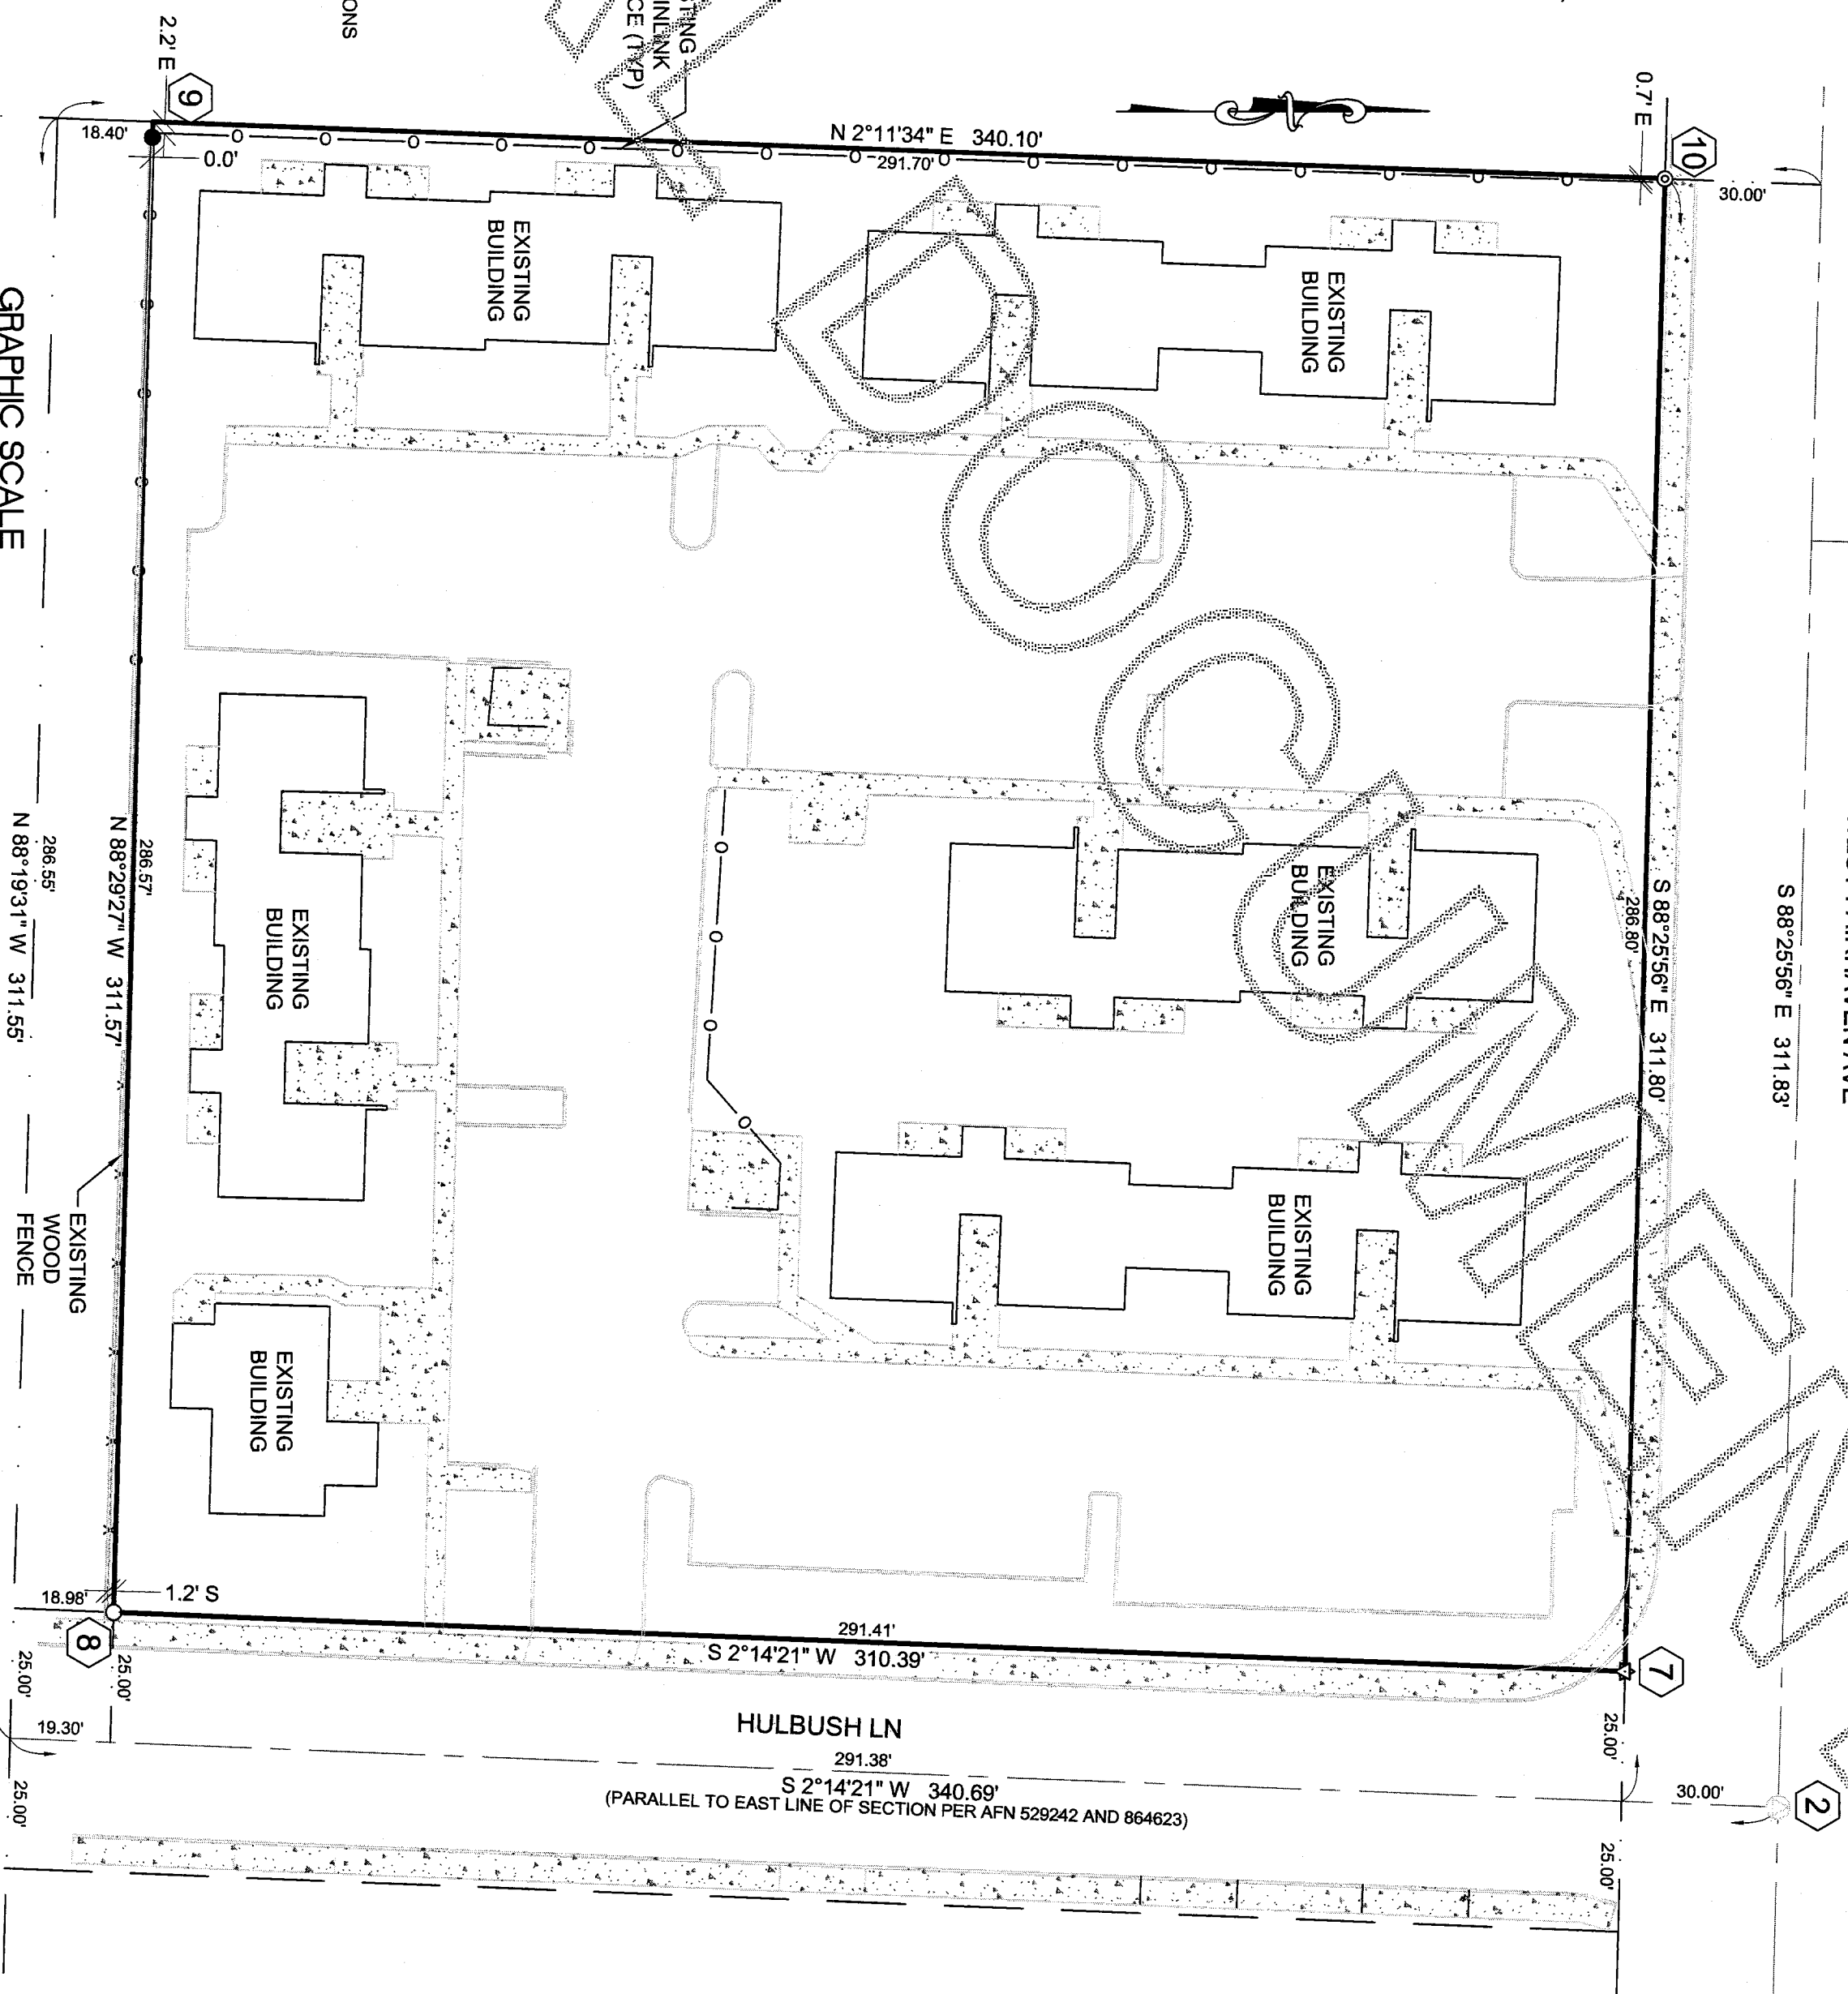 S 88°25'56" E 311.83'
30.00'
0.7' E
10
N 2°11'34" E 340.10'
291.70'
2.2' E
9
18.40'
0.0'
ONS
CE (TYP)
EXISTING
BUILDING
EXISTING
BUILDING
EXISTING
BUILDING
EXISTING
BUILDING
EXISTING
BUILDING
EXISTING
BUILDING
S 88°25'56" E 311.80'
286.80'
GRAPHIC SCALE
286.57'
N 88°29'27" W 311.57'
286.55'
N 88°19'31" W 311.55'
EXISTING
WOOD
FENCE
18.98'
1.2' S
8
25.00'
25.00'
19.30'
25.00'
291.41'
S 2°14'21" W 310.39'
7
25.00'
HULBUSH LN
291.38'
S 2°14'21" W 340.69'
(PARALLEL TO EAST LINE OF SECTION PER AFN 529242 AND 864623)
30.00'
2
25.00'
DOCUMEN